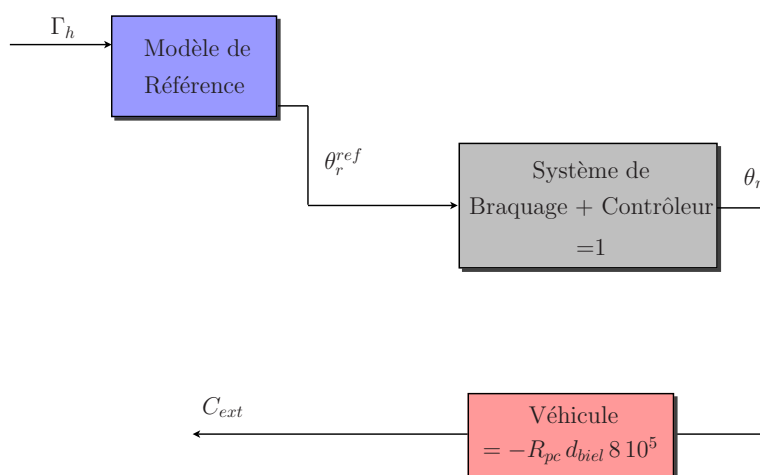 Γ_h
Modèle de
Référence
θ_r^{ref}
Système de
Braquage + Contrôleur
=1
θ_r
C_{ext}
Véhicule
= −R_{pc} d_{biel} 8 10^5